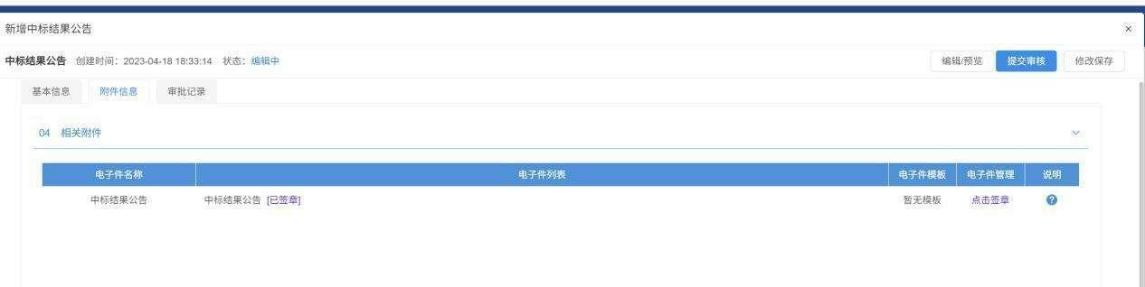 新增中标结果公告 ×
中标结果公告 创建时间：2023-04-18 18:33:14 状态：编辑中 编辑/预览 提交审核 修改保存
基本信息 附件信息 审批记录
04 相关附件
电子件名称 电子件列表 电子件模板 电子件管理 说明
中标结果公告 中标结果公告 [已签章] 暂无模板 点击签章 ?